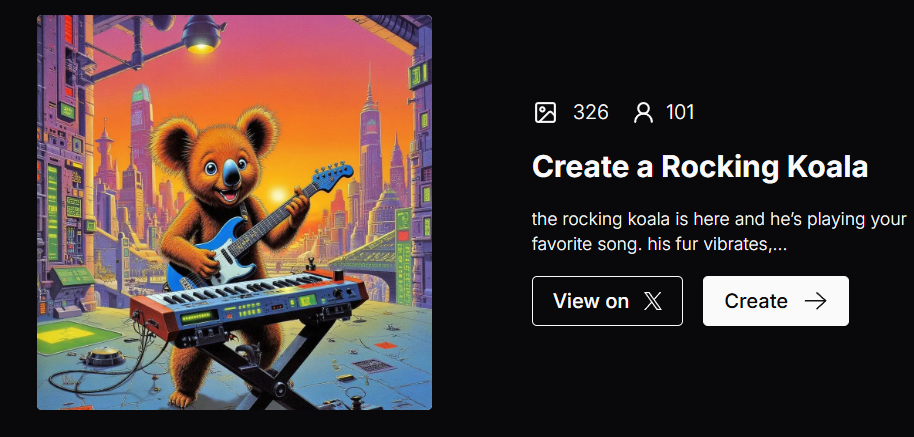 326 101
Create a Rocking Koala
the rocking koala is here and he’s playing your
favorite song. his fur vibrates,...
View on X Create →